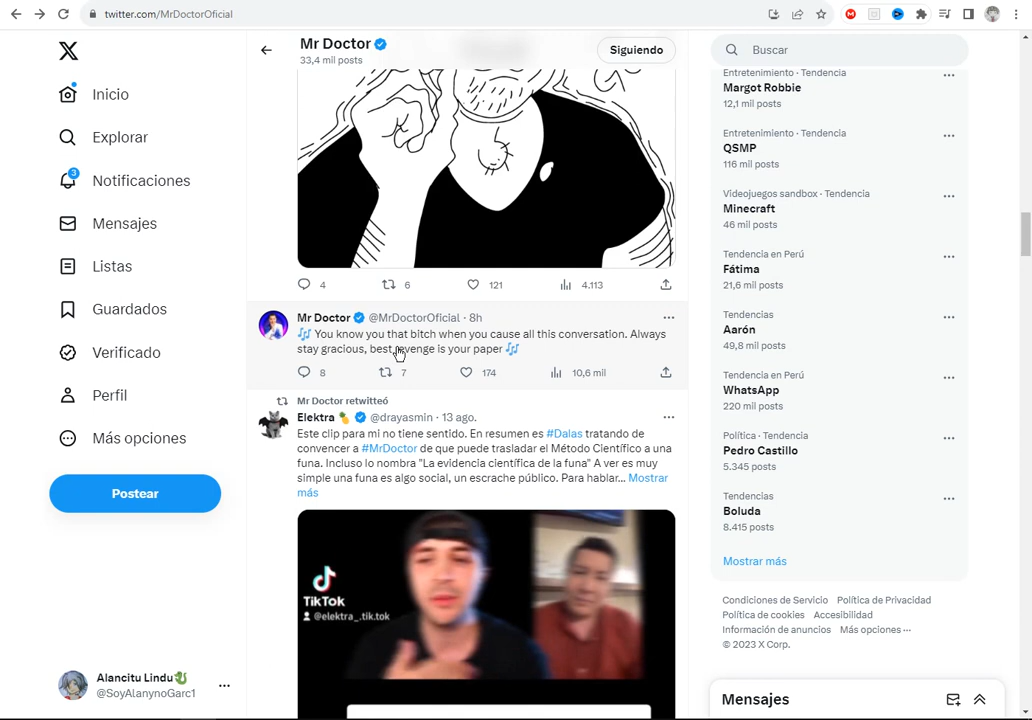 twitter.com/MrDoctorOficial
X
Inicio
Explorar
3
Notificaciones
Mensajes
Listas
Guardados
Verificado
Perfil
Más opciones
Postear
Alancitu Lindu
@SoyAlanynoGarc1
Mr Doctor
33,4 mil posts
Siguiendo
4 6 121 4.113
Mr Doctor @MrDoctorOficial · 8h
🎶 You know you that bitch when you cause all this conversation. Always
stay gracious, best revenge is your paper 🎶
8 7 174 10,6 mil
Mr Doctor retwitteó
Elektra 🍍 @drayasmin · 13 ago.
Este clip para mi no tiene sentido. En resumen es #Dalas tratando de
convencer a #MrDoctor de que puede trasladar el Método Científico a una
funa. Incluso lo nombra "La evidencia científica de la funa" A ver es muy
simple una funa es algo social, un escrache público. Para hablar... Mostrar
más
TikTok
@elektra_.tik.tok
Buscar
Entretenimiento · Tendencia
Margot Robbie
12,1 mil posts
Entretenimiento · Tendencia
QSMP
116 mil posts
Videojuegos sandbox · Tendencia
Minecraft
46 mil posts
Tendencia en Perú
Fátima
21,6 mil posts
Tendencias
Aarón
49,8 mil posts
Tendencia en Perú
WhatsApp
220 mil posts
Política · Tendencia
Pedro Castillo
5.345 posts
Tendencias
Boluda
8.415 posts
Mostrar más
Condiciones de Servicio Política de Privacidad
Política de cookies Accesibilidad
Información de anuncios Más opciones ···
© 2023 X Corp.
Mensajes